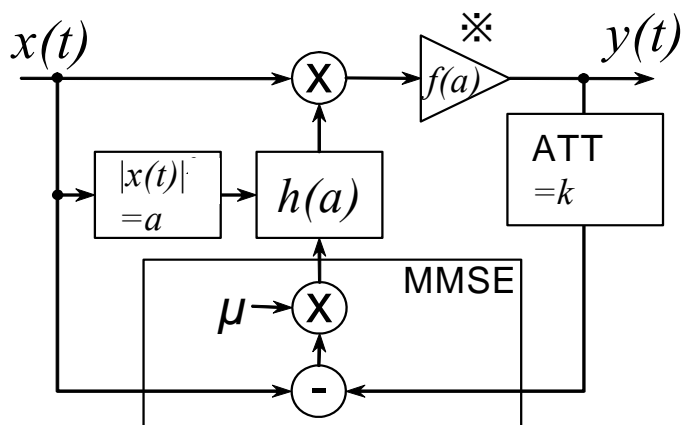 x(t)
※
y(t)
X
f(a)
ATT
=k
|x(t)|
=a
h(a)
MMSE
μ
X
-